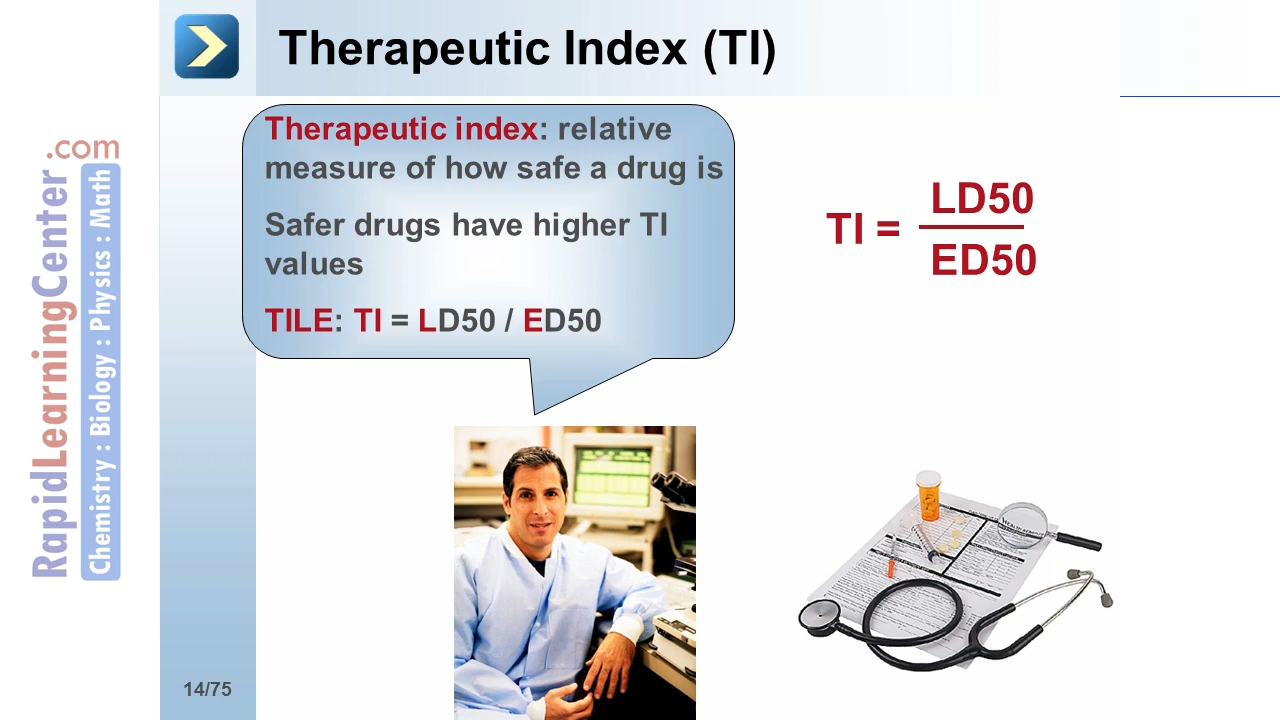 Therapeutic Index (TI)
Therapeutic index: relative
measure of how safe a drug is
Safer drugs have higher TI
values
TILE: TI = LD50 / ED50
TI =
LD50
ED50
RapidLearningCenter
.com
Chemistry : Biology : Physics : Math
14/75